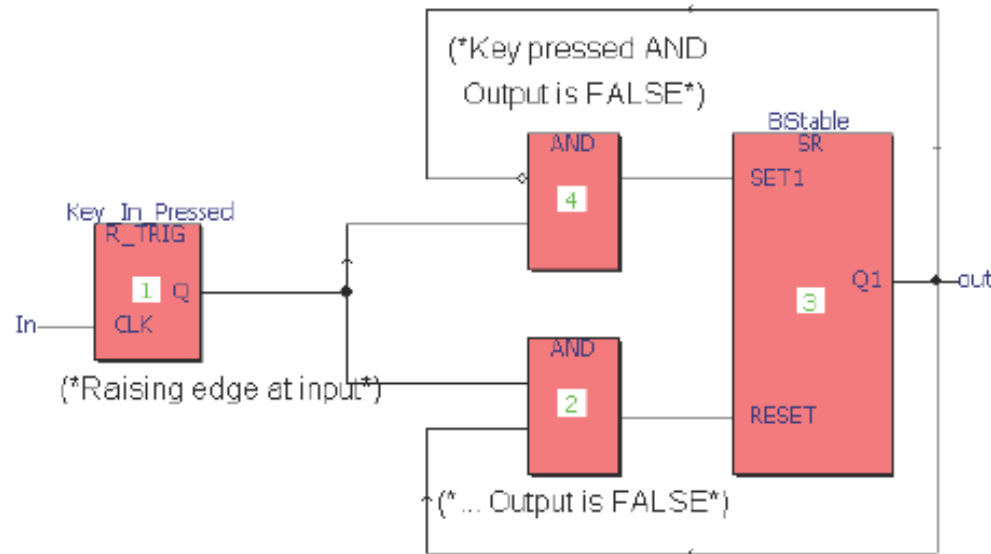 (*Key pressed AND
Output is FALSE*)
BiStable
AND
SR
4
SET1
Key_In_Pressed
R_TRIG
1
Q
Q1
out
3
In
CLK
AND
(*Raising edge at input*)
2
RESET
(*... Output is FALSE*)